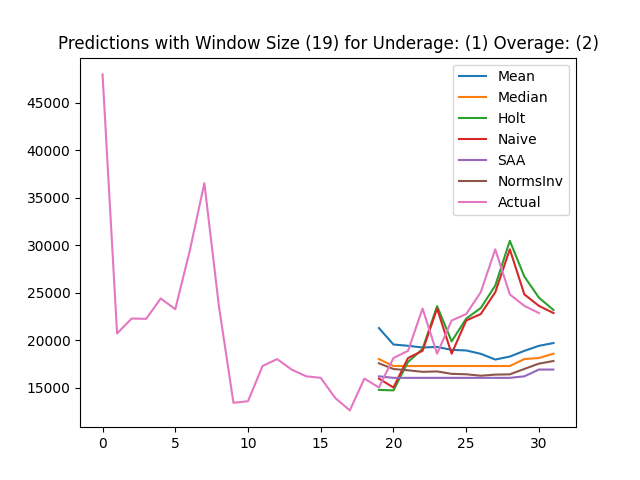 Predictions with Window Size (19) for Underage: (1) Overage: (2)
Mean
Median
Holt
Naive
SAA
NormsInv
Actual
45000
40000
35000
30000
25000
20000
15000
0 5 10 15 20 25 30